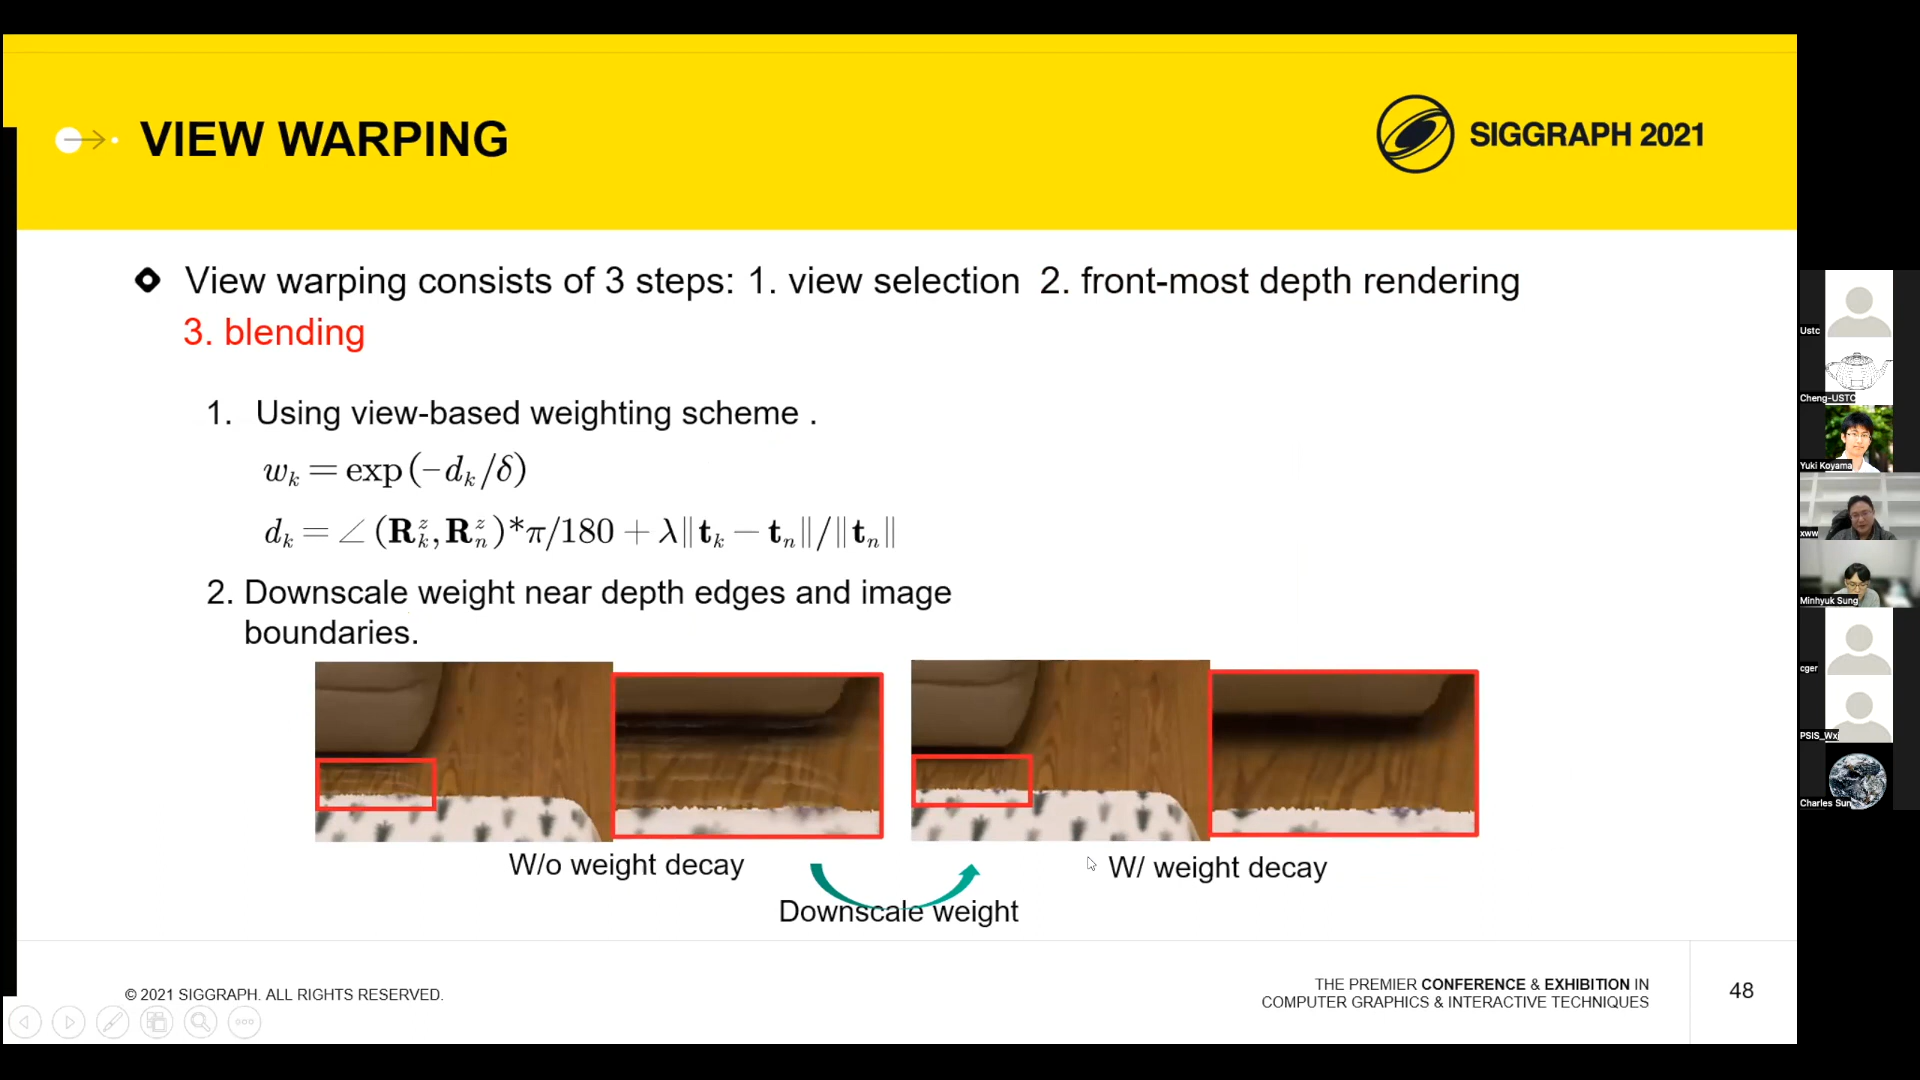 VIEW WARPING
SIGGRAPH 2021
View warping consists of 3 steps: 1. view selection 2. front-most depth rendering
3. blending
1. Using view-based weighting scheme .
w_k = exp(−d_k/δ)
d_k = ∠(R_k^z, R_n^z)*π/180 + λ‖t_k − t_n‖/‖t_n‖
2. Downscale weight near depth edges and image
boundaries.
W/o weight decay
W/ weight decay
Downscale weight
© 2021 SIGGRAPH. ALL RIGHTS RESERVED.
THE PREMIER CONFERENCE & EXHIBITION IN
COMPUTER GRAPHICS & INTERACTIVE TECHNIQUES
48
Ustc
Cheng-USTC
Yuki Koyama
xww
Minhyuk Sung
cger
PSIS_Wxj
Charles Sun